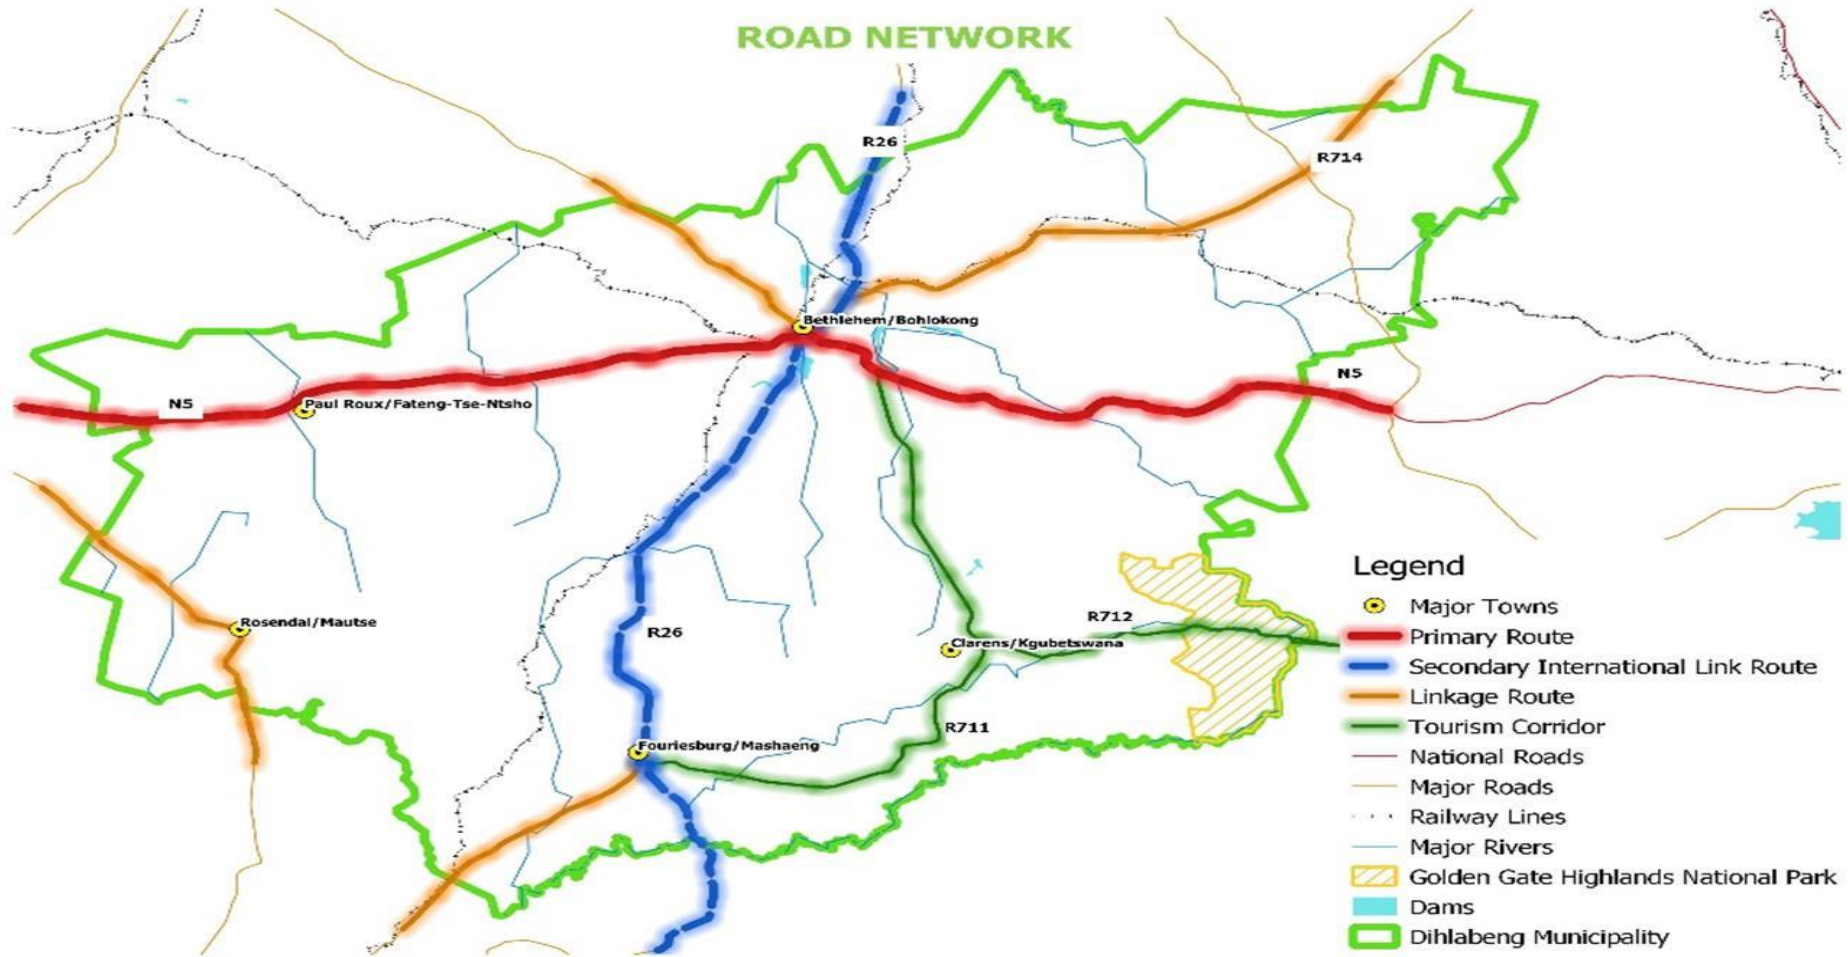 ROAD NETWORK
R26
R714
Bethlehem/Bohlokong
N5
N5
Paul Roux/Fateng-Tse-Ntsho
Rosendal/Mautse
R26
R712
Clarens/Kgubetswana
R711
Fouriesburg/Mashaeng
Legend
Major Towns
Primary Route
Secondary International Link Route
Linkage Route
Tourism Corridor
National Roads
Major Roads
Railway Lines
Major Rivers
Golden Gate Highlands National Park
Dams
Dihlabeng Municipality